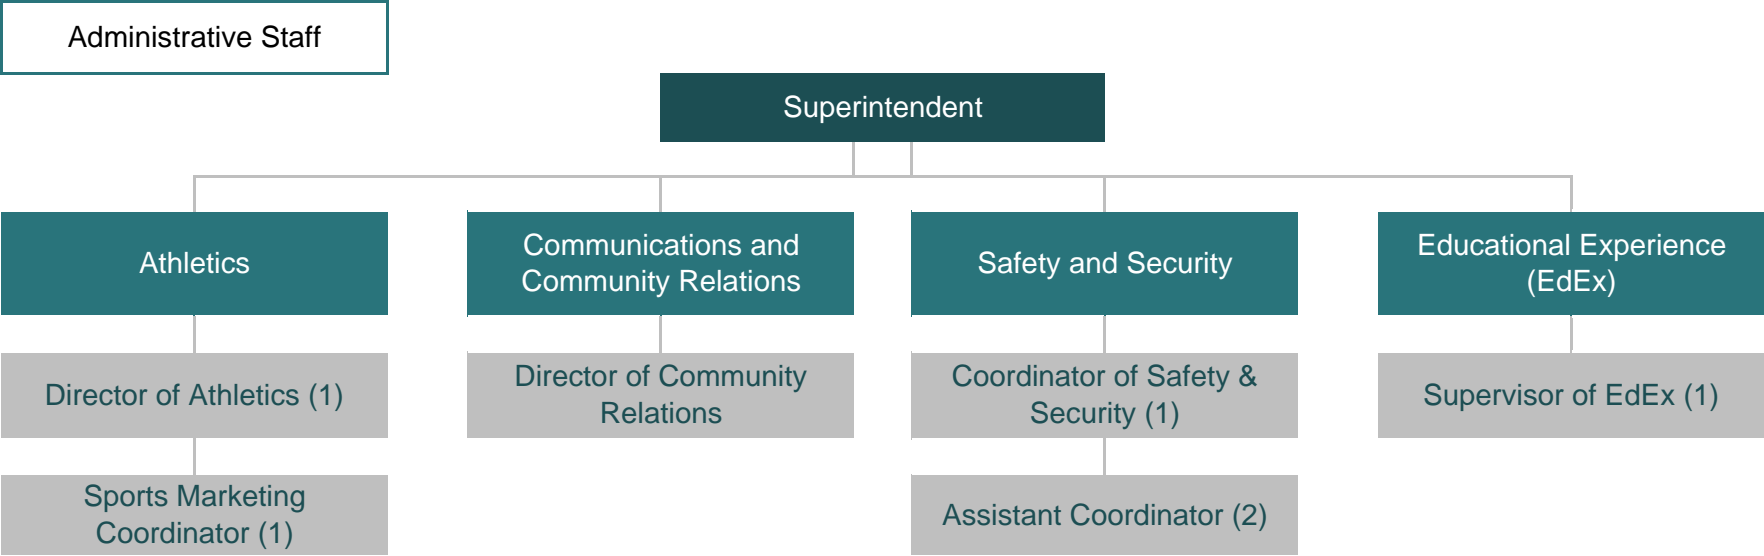 Administrative Staff
Superintendent
Athletics
Communications and
Community Relations
Safety and Security
Educational Experience
(EdEx)
Director of Athletics (1)
Director of Community
Relations
Coordinator of Safety &
Security (1)
Supervisor of EdEx (1)
Sports Marketing
Coordinator (1)
Assistant Coordinator (2)